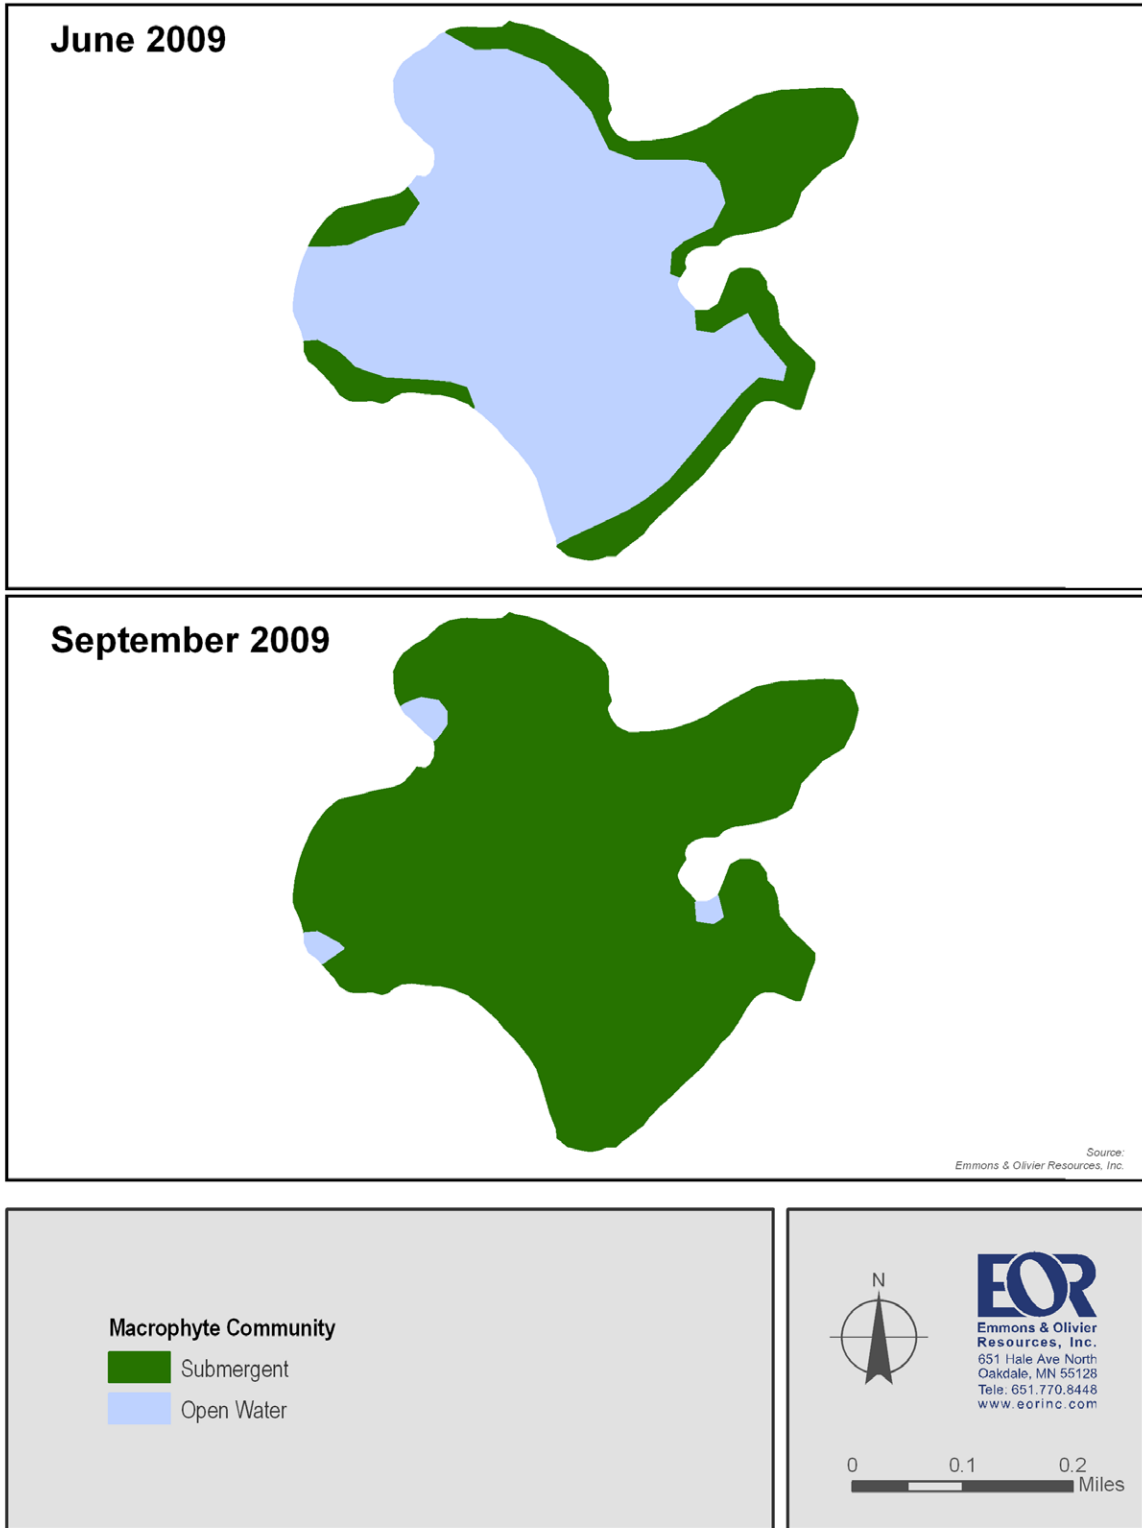 June 2009
September 2009
Source:
Emmons & Olivier Resources, Inc.
Macrophyte Community
Submergent
Open Water
N
EOR
Emmons & Olivier
Resources, Inc.
651 Hale Ave North
Oakdale, MN 55128
Tele: 651.770.8448
www.eorinc.com
0 0.1 0.2
Miles